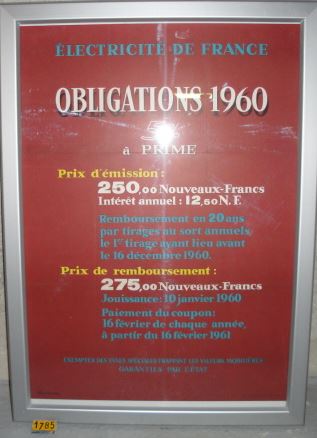 ÉLECTRICITÉ DE FRANCE
OBLIGATIONS 1960
5%
à PRIME
Prix d'émission :
250,00 Nouveaux-Francs
Intérêt annuel : 12,50 N.F.
Remboursement en 20 ans
par tirages au sort annuels,
le 1er tirage ayant lieu avant
le 16 décembre 1960.
Prix de remboursement :
275,00 Nouveaux-Francs
Jouissance: 10 janvier 1960
Paiement du coupon:
16 février de chaque année,
à partir du 16 février 1961
EXEMPTES DES TAXES SPÉCIALES FRAPPANT LES VALEURS MOBILIÈRES
GARANTIES PAR L'ÉTAT
1785